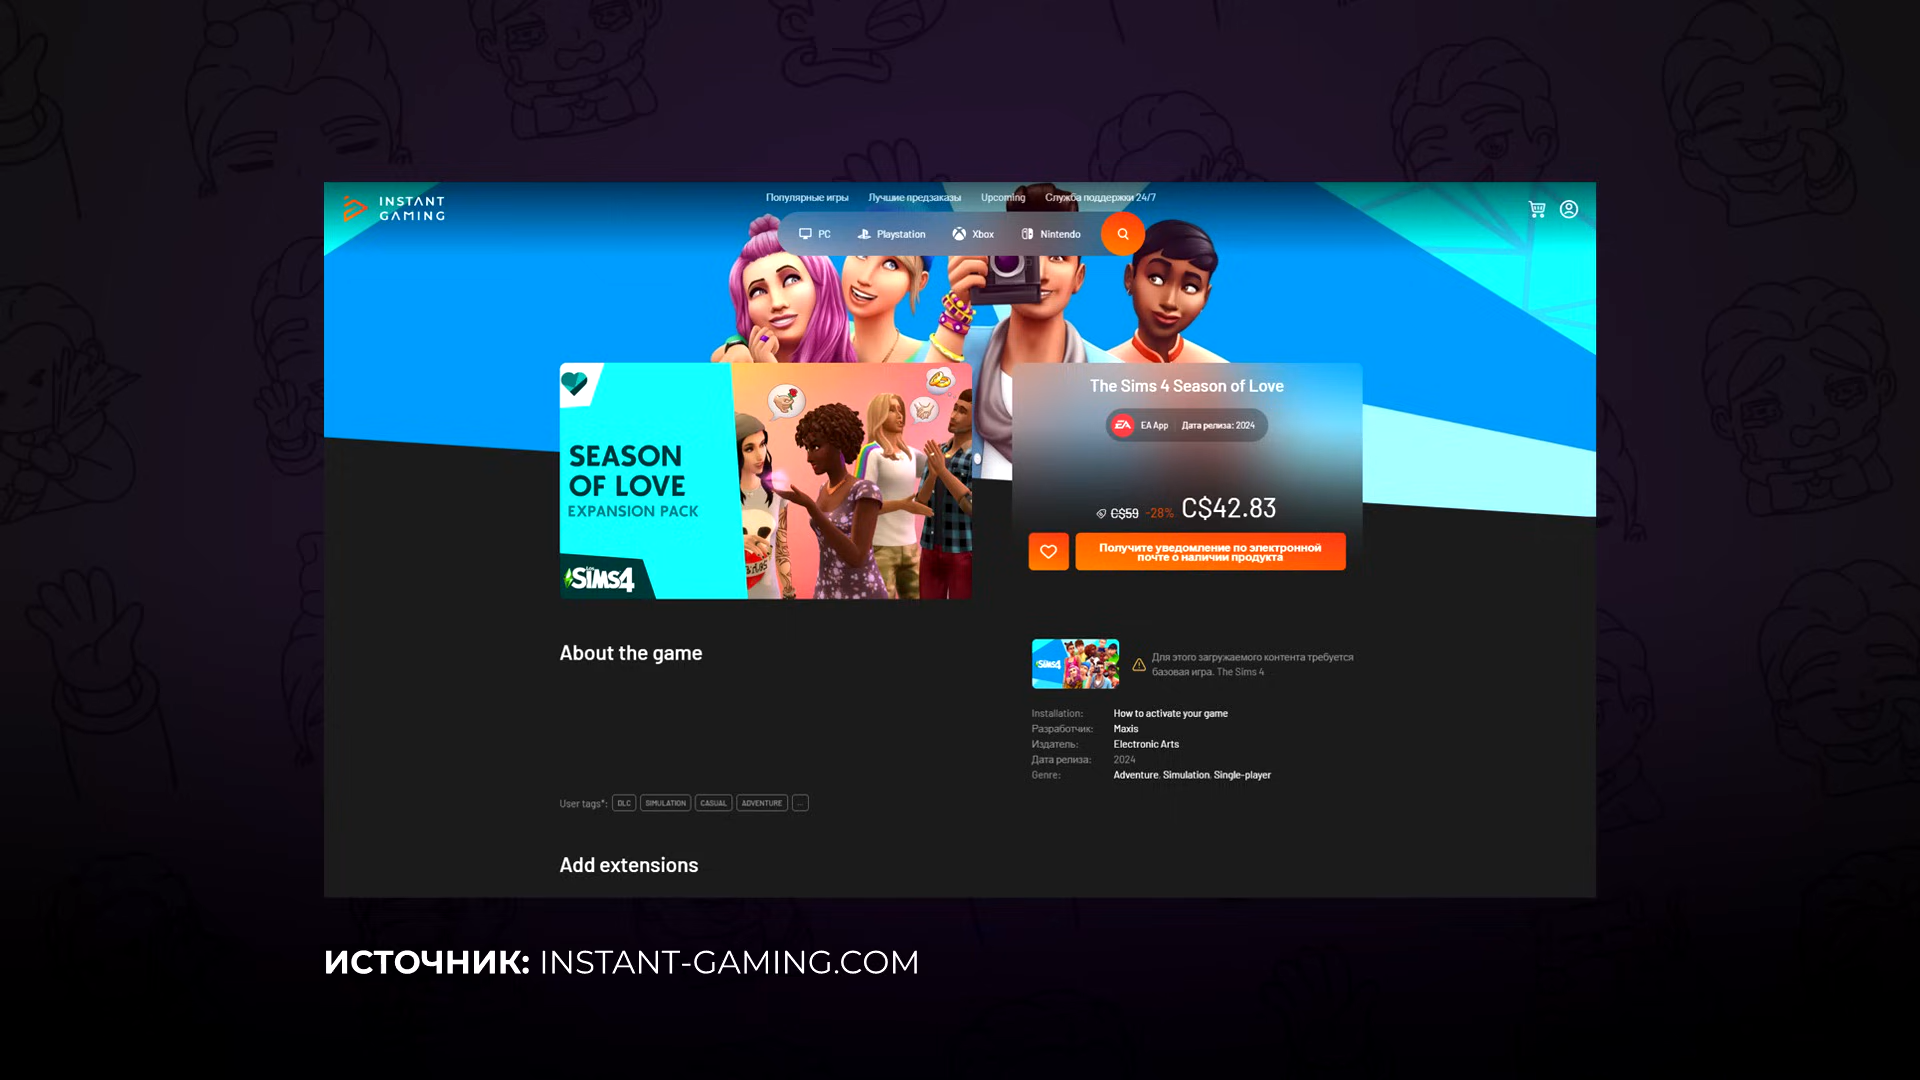 INSTANT
GAMING
Популярные игры Лучшие предзаказы Upcoming Служба поддержки 24/7
PC Playstation Xbox Nintendo
SEASON
OF LOVE
EXPANSION PACK
SIMS4
The Sims 4 Season of Love
EA App Дата релиза: 2024
C$59 -28% C$42.83
Получите уведомление по электронной
почте о наличии продукта
About the game
SIMS4
Для этого загружаемого контента требуется
базовая игра. The Sims 4
Installation: How to activate your game
Разработчик: Maxis
Издатель: Electronic Arts
Дата релиза: 2024
Genre: Adventure, Simulation, Single-player
User tags*: DLC SIMULATION CASUAL ADVENTURE ...
Add extensions
ИСТОЧНИК: INSTANT-GAMING.COM